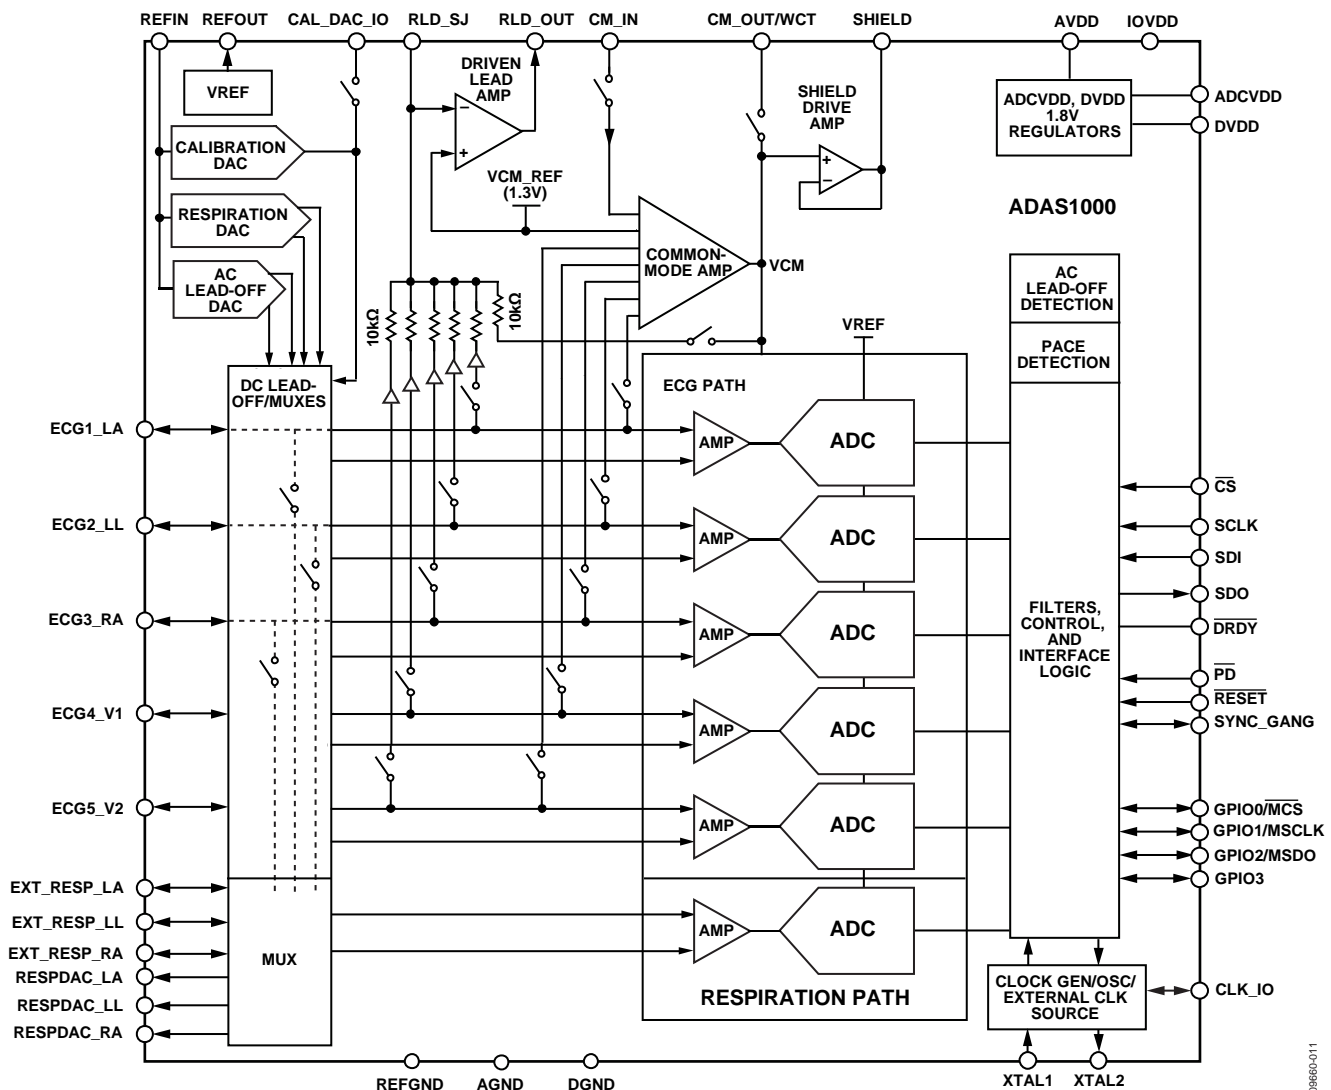 REFIN
REFOUT
CAL_DAC_IO
RLD_SJ
RLD_OUT
CM_IN
CM_OUT/WCT
SHIELD
AVDD
IOVDD
VREF
DRIVEN
LEAD
AMP
–
+
SHIELD
DRIVE
AMP
+
–
ADCVDD, DVDD
1.8V
REGULATORS
ADCVDD
DVDD
CALIBRATION
DAC
VCM_REF
(1.3V)
RESPIRATION
DAC
ADAS1000
AC
LEAD-OFF
DAC
COMMON-
MODE AMP
VCM
10kΩ
10kΩ
AC
LEAD-OFF
DETECTION
VREF
PACE
DETECTION
DC LEAD-
OFF/MUXES
ECG PATH
ECG1_LA
AMP
ADC
CS
ECG2_LL
AMP
ADC
SCLK
SDI
SDO
ECG3_RA
AMP
ADC
FILTERS,
CONTROL,
AND
INTERFACE
LOGIC
DRDY
PD
RESET
SYNC_GANG
ECG4_V1
AMP
ADC
ECG5_V2
AMP
ADC
GPIO0/MCS
GPIO1/MSCLK
GPIO2/MSDO
GPIO3
EXT_RESP_LA
EXT_RESP_LL
EXT_RESP_RA
RESPDAC_LA
RESPDAC_LL
RESPDAC_RA
MUX
AMP
ADC
RESPIRATION PATH
CLOCK GEN/OSC/
EXTERNAL CLK
SOURCE
CLK_IO
REFGND
AGND
DGND
XTAL1
XTAL2
09660-011